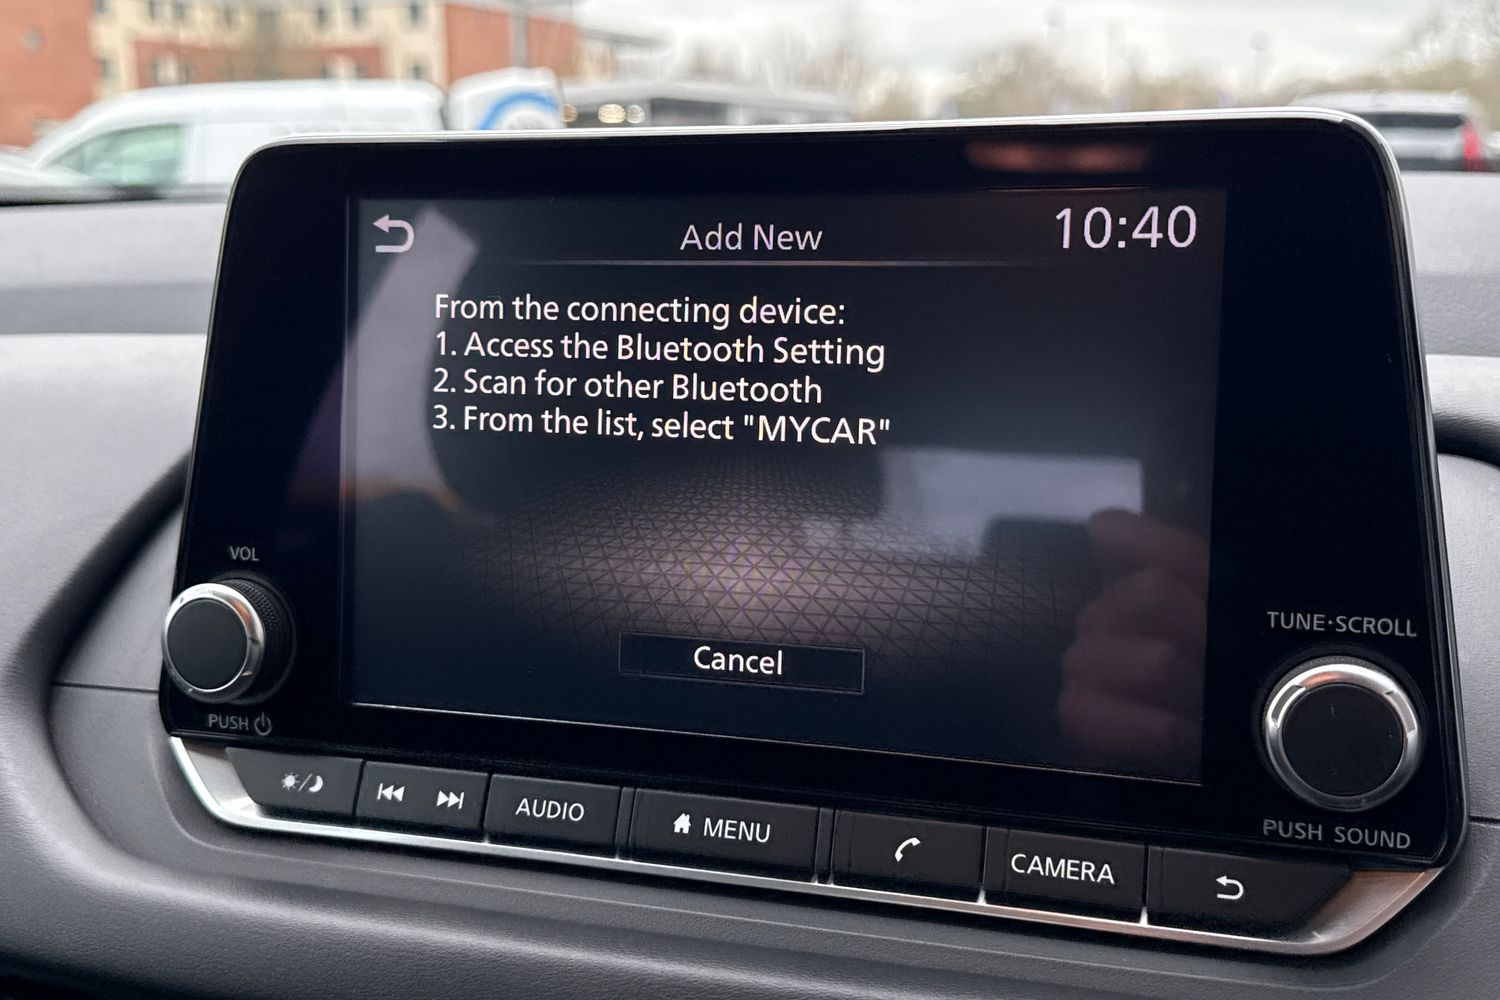 Add New
10:40
From the connecting device:
1. Access the Bluetooth Setting
2. Scan for other Bluetooth
3. From the list, select "MYCAR"
Cancel
VOL
PUSH
TUNE·SCROLL
PUSH SOUND
AUDIO
MENU
CAMERA